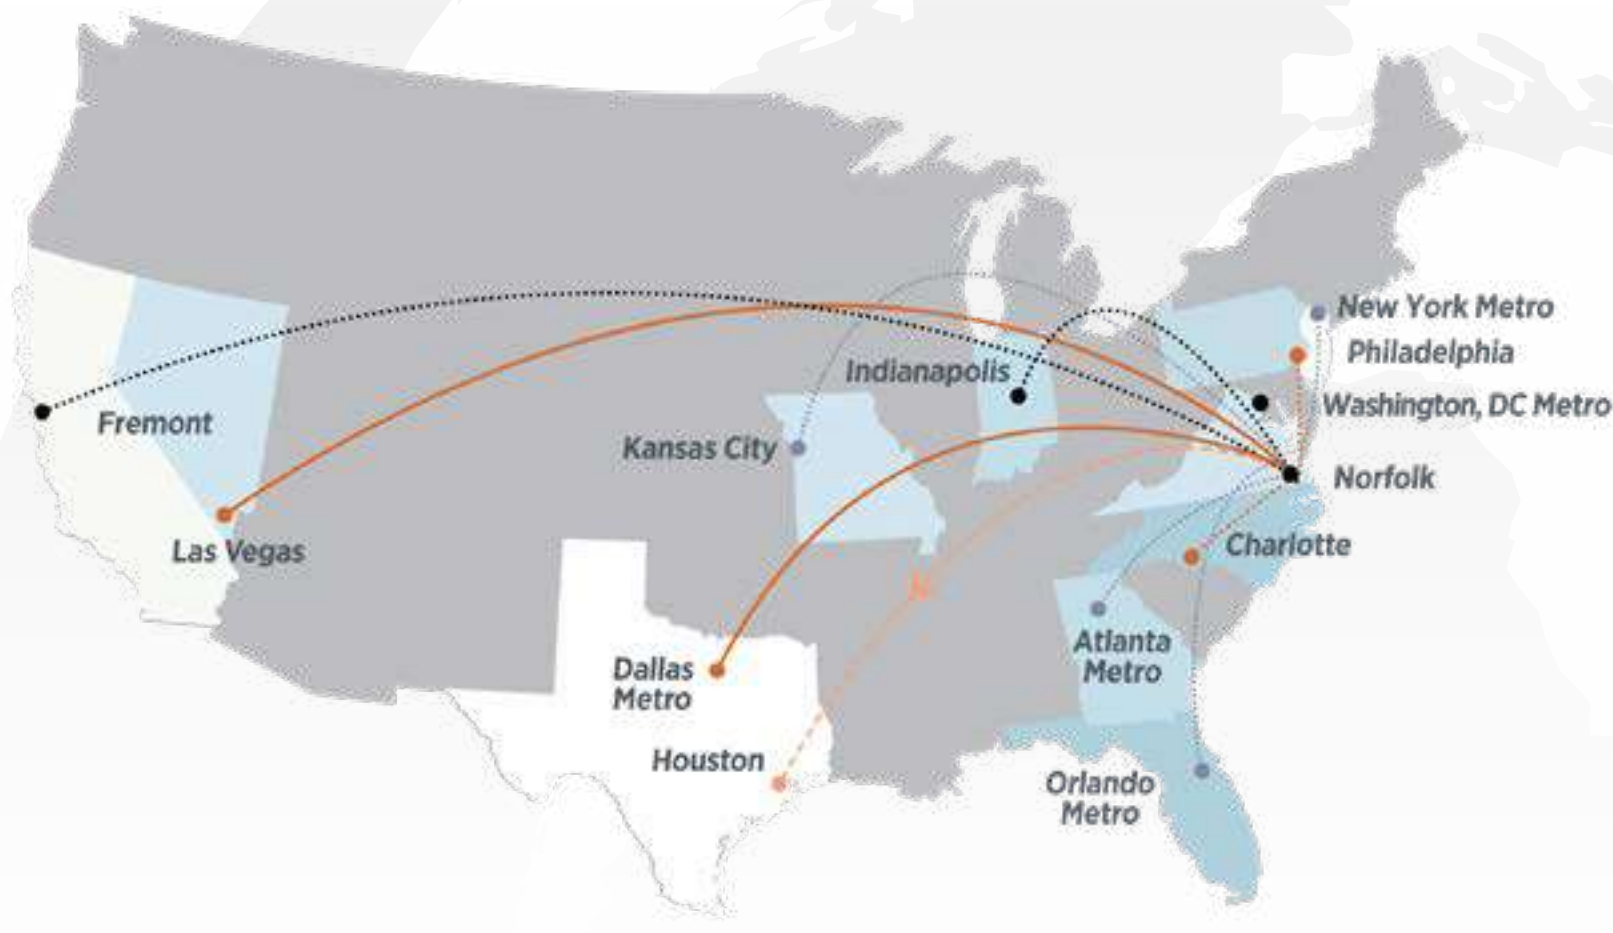 New York Metro
Philadelphia
Indianapolis
Washington, DC Metro
Fremont
Kansas City
Norfolk
Las Vegas
Charlotte
Atlanta
Metro
Dallas
Metro
Houston
Orlando
Metro